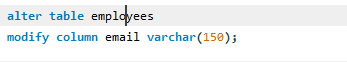 alter table employees
modify column email varchar(150);